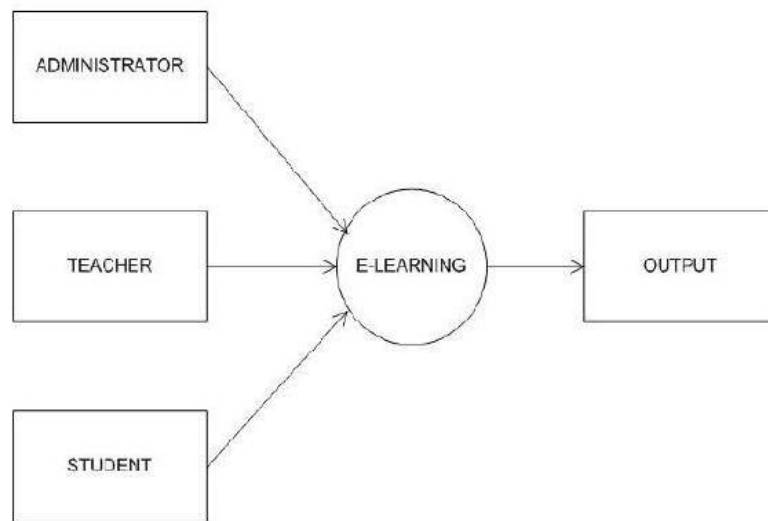 ADMINISTRATOR
TEACHER
E-LEARNING
OUTPUT
STUDENT